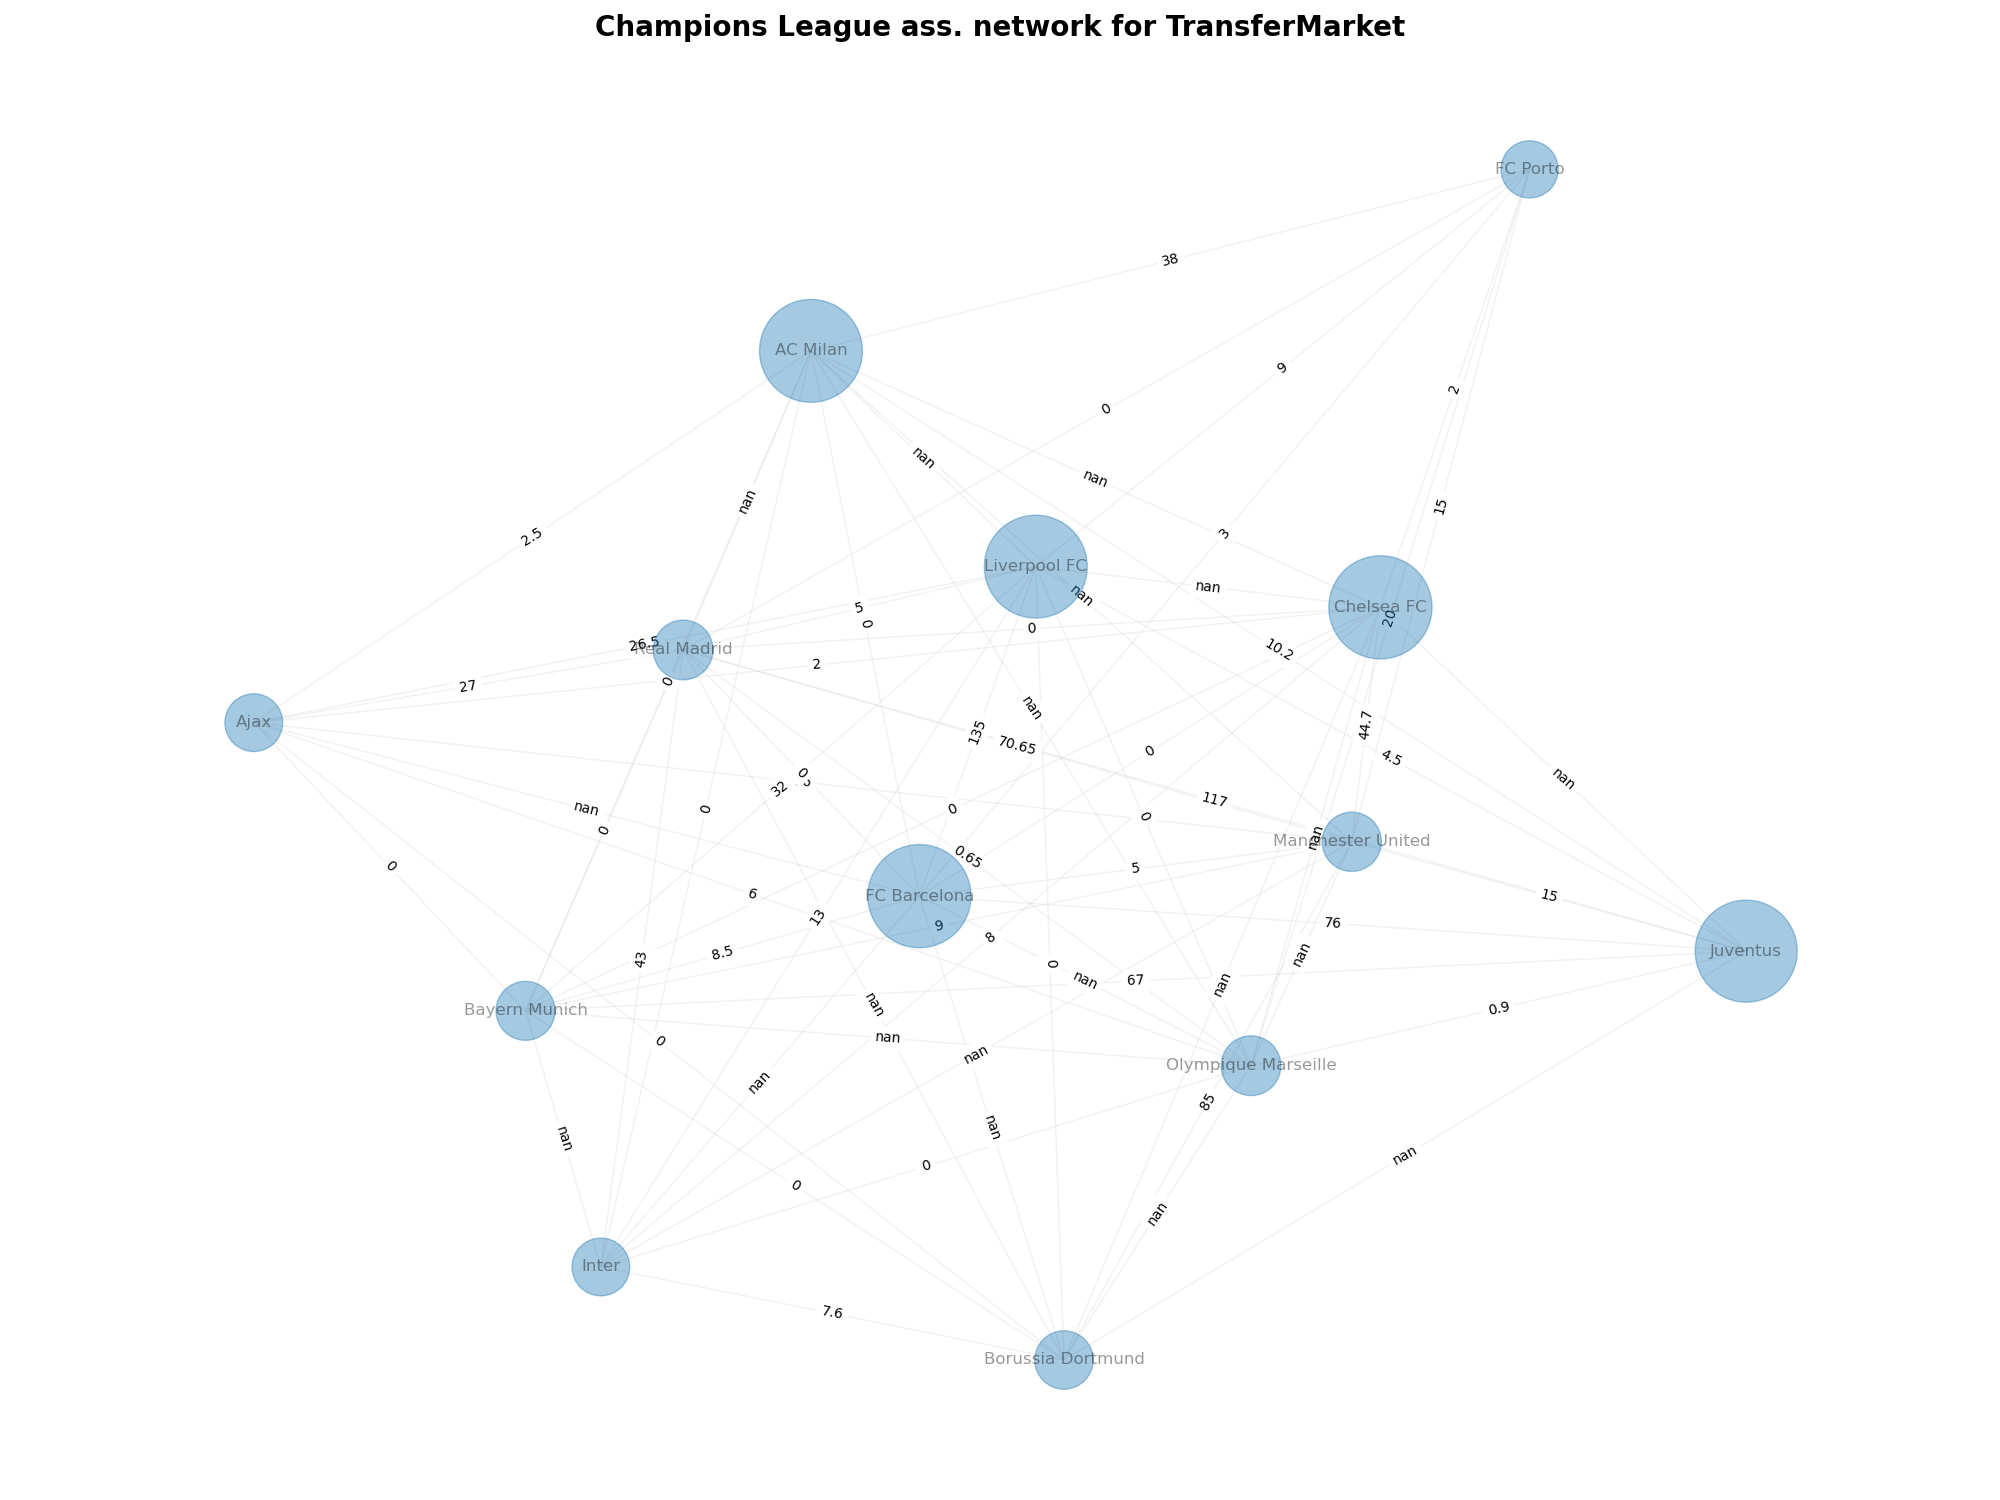 Champions League ass. network for TransferMarket
FC Porto
38
AC Milan
9
2
0
nan
nan
nan
15
3
2.5
Liverpool FC
nan
nan
5
Chelsea FC
0
20
0
26.5
Real Madrid
10.2
2
0
27
nan
Ajax
44.7
135
70.65
0
4.5
0
nan
32
117
nan
0
0
0
0
nan
Manchester United
0.65
0
5
6
15
FC Barcelona
13
76
9
8
8.5
Juventus
nan
43
0
nan
67
nan
nan
0.9
Bayern Munich
nan
0
nan
Olympique Marseille
nan
85
nan
nan
nan
0
0
nan
Inter
7.6
Borussia Dortmund